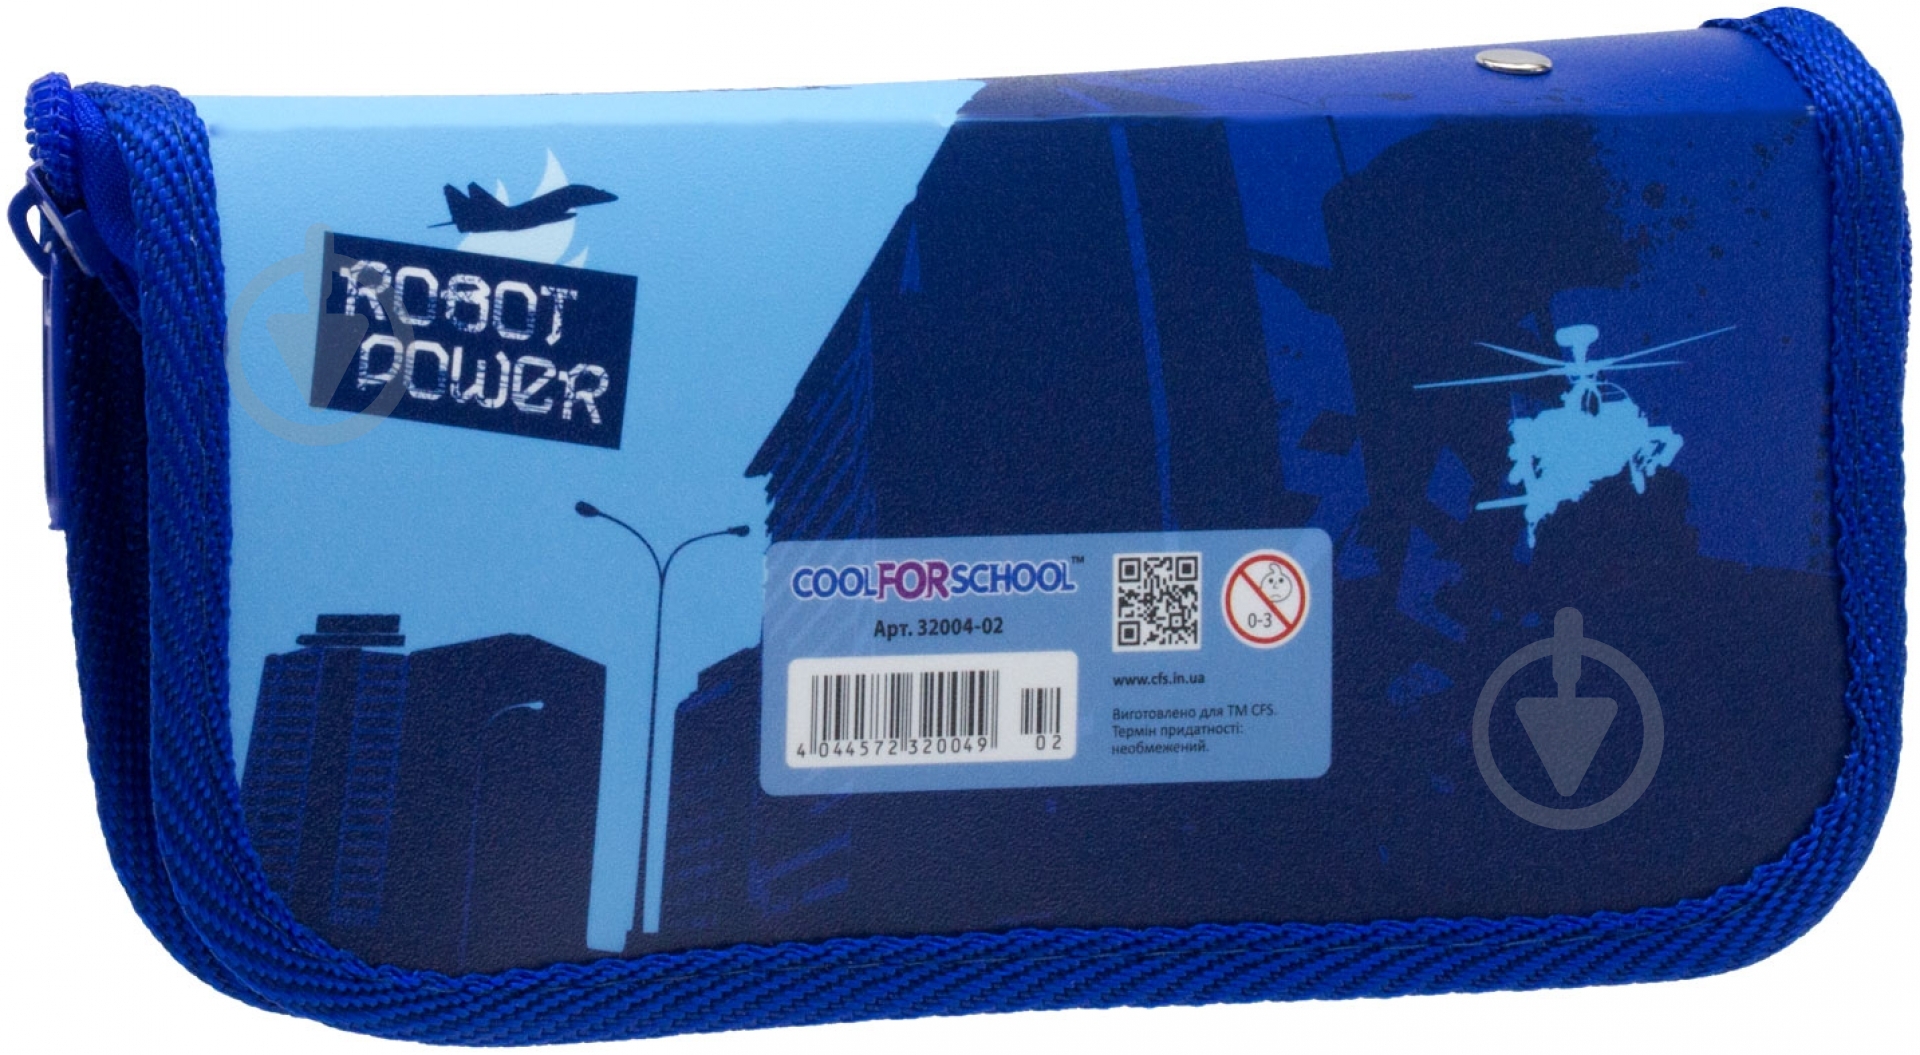 ROBOT
POWER
COOLFORSCHOOL™
Арт. 32004-02
4 044572 320049 02
0-3
www.cfs.in.ua
Виготовлено для ТМ CFS.
Термін придатності:
необмежений.